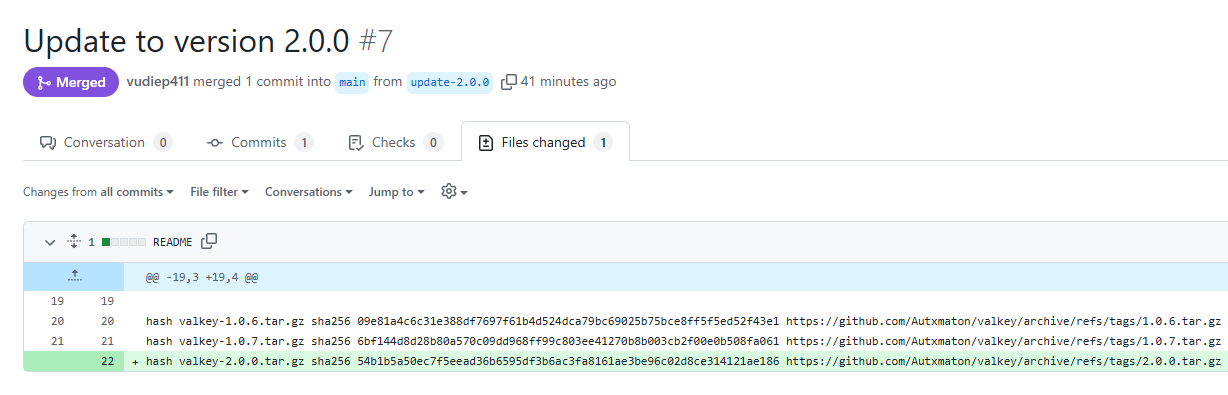 Update to version 2.0.0 #7
Merged vudiep411 merged 1 commit into main from update-2.0.0 41 minutes ago
Conversation 0 Commits 1 Checks 0 Files changed 1
Changes from all commits File filter Conversations Jump to
1 README
@@ -19,3 +19,4 @@
19 19
20 20 hash valkey-1.0.6.tar.gz sha256 09e81a4c6c31e388df7697f61b4d524dca79bc69025b75bce8ff5f5ed52f43e1 https://github.com/Autxmaton/valkey/archive/refs/tags/1.0.6.tar.gz
21 21 hash valkey-1.0.7.tar.gz sha256 6bf144d8d28b80a570c09dd968ff99c803ee41270b8b003cb2f00e0b508fa061 https://github.com/Autxmaton/valkey/archive/refs/tags/1.0.7.tar.gz
22 + hash valkey-2.0.0.tar.gz sha256 54b1b5a50ec7f5eead36b6595df3b6ac3fa8161ae3be96c02d8ce314121ae186 https://github.com/Autxmaton/valkey/archive/refs/tags/2.0.0.tar.gz